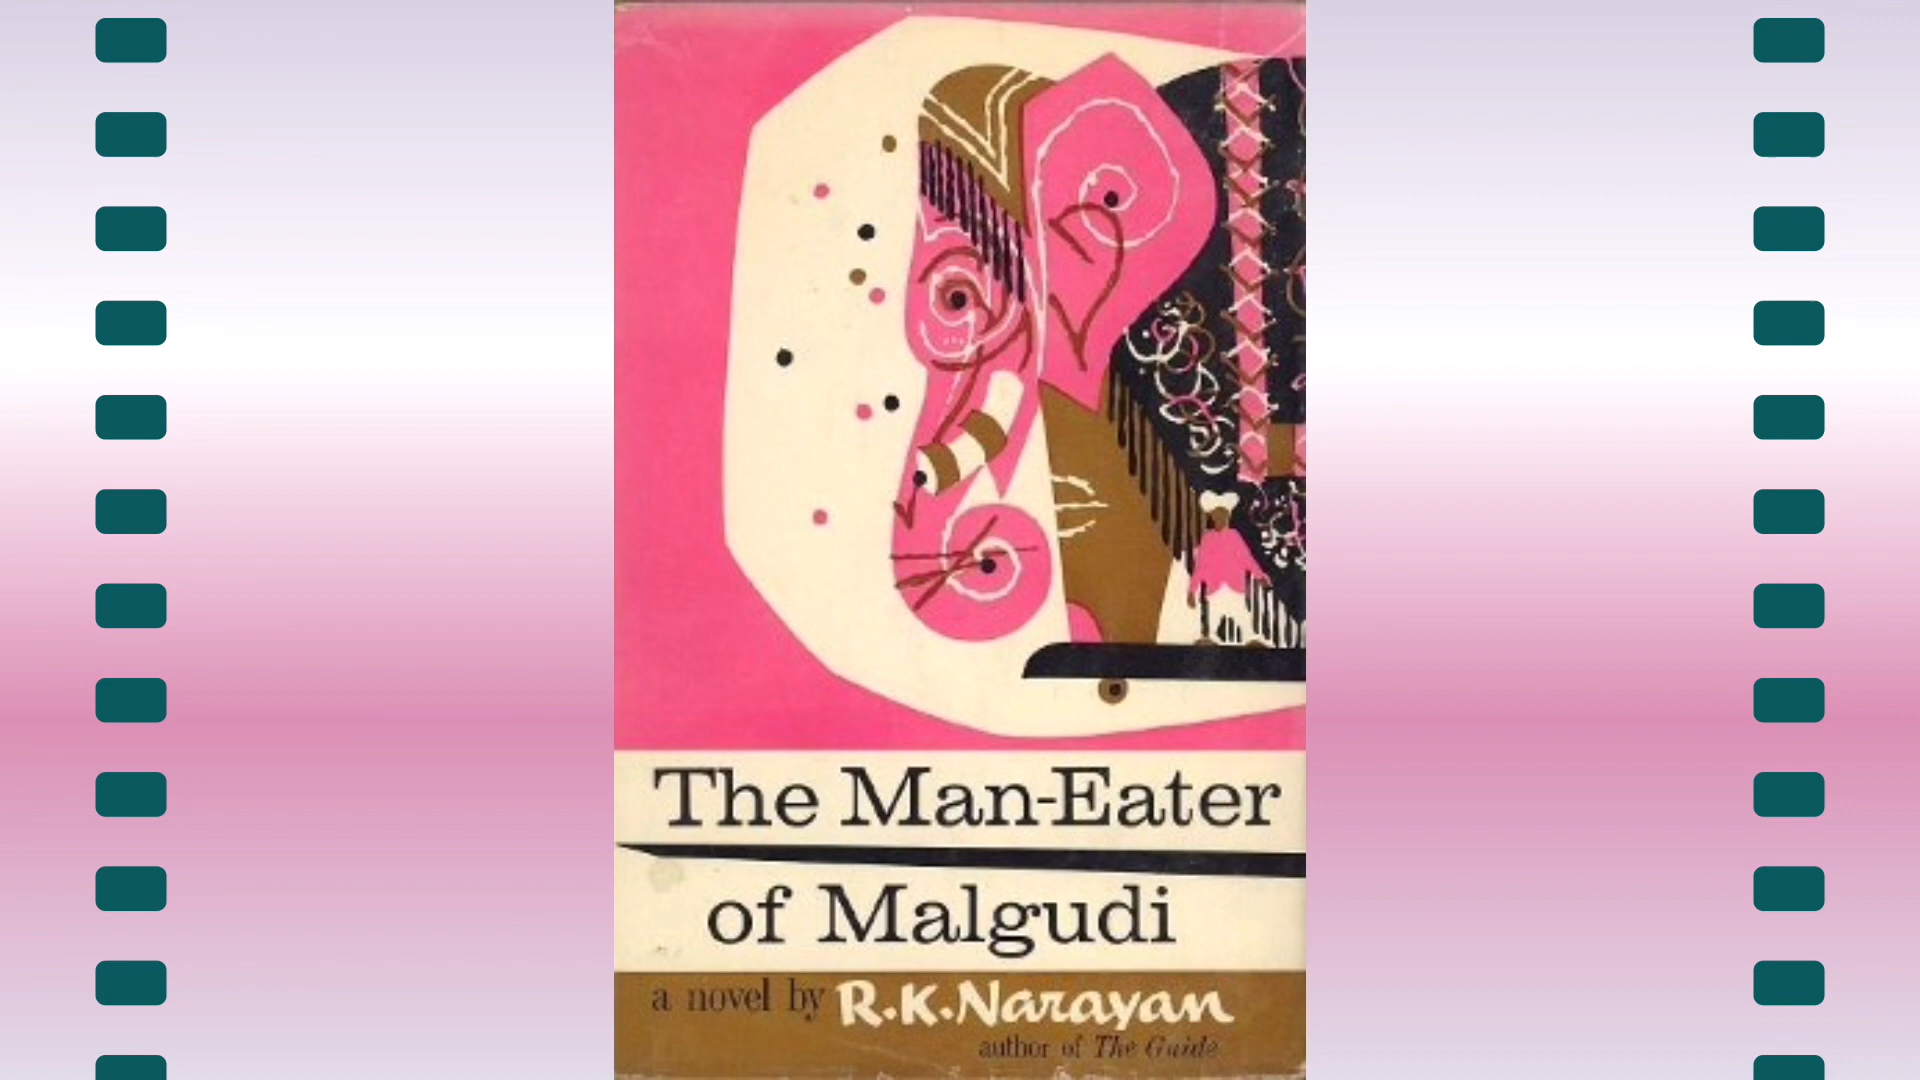 The Man-Eater
of Malgudi
a novel by R.K.Narayan
author of The Guide